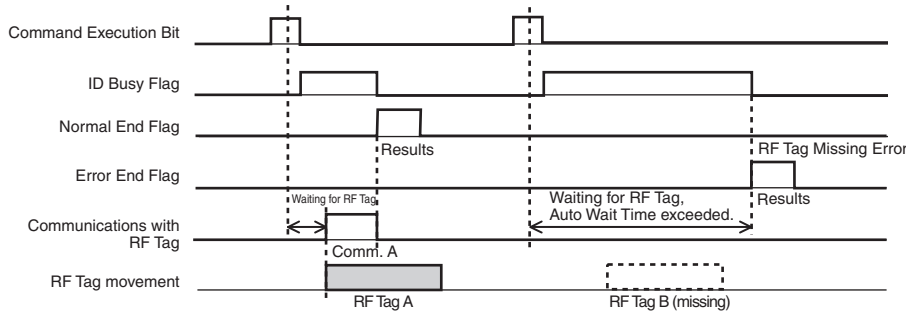 Command Execution Bit
ID Busy Flag
Normal End Flag
Results
RF Tag Missing Error
Error End Flag
Results
Waiting for RF Tag
Waiting for RF Tag,
Auto Wait Time exceeded.
Communications with
RF Tag
Comm. A
RF Tag movement
RF Tag A
RF Tag B (missing)